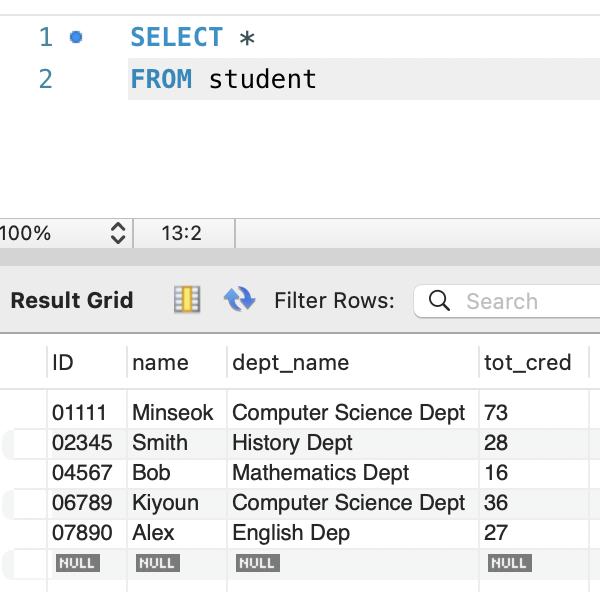 1 SELECT *
2 FROM student
100% 13:2
Result Grid Filter Rows: Search
ID name dept_name tot_cred
01111 Minseok Computer Science Dept 73
02345 Smith History Dept 28
04567 Bob Mathematics Dept 16
06789 Kiyoun Computer Science Dept 36
07890 Alex English Dep 27
NULL NULL NULL NULL